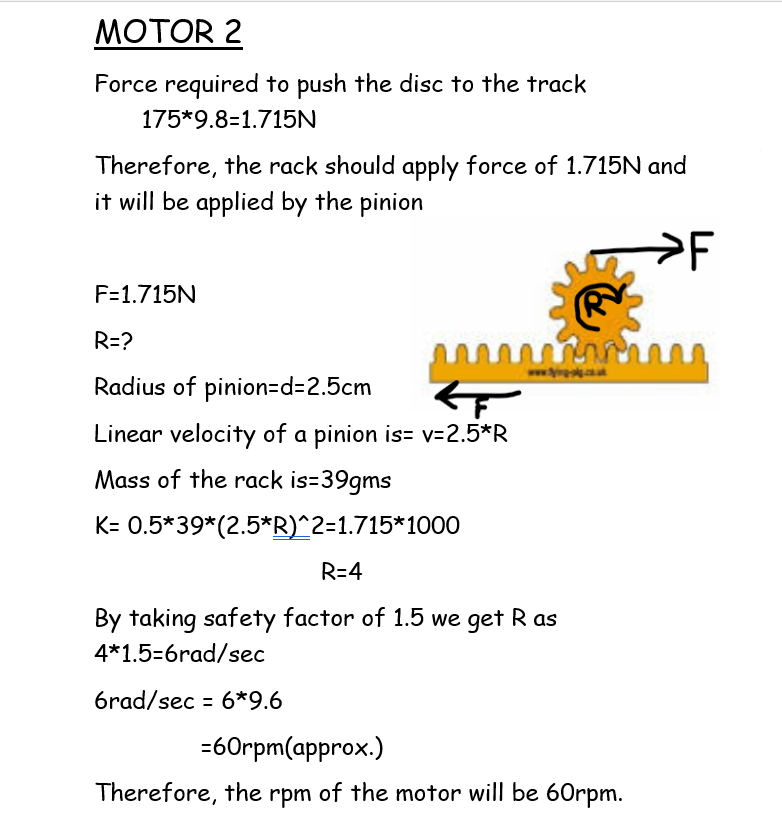 MOTOR 2
Force required to push the disc to the track
175*9.8=1.715N
Therefore, the rack should apply force of 1.715N and
it will be applied by the pinion
F
R
F=1.715N
R=?
www.flying-pig.co.uk
Radius of pinion=d=2.5cm
F
Linear velocity of a pinion is= v=2.5*R
Mass of the rack is=39gms
K= 0.5*39*(2.5*R)^2=1.715*1000
R=4
By taking safety factor of 1.5 we get R as
4*1.5=6rad/sec
6rad/sec = 6*9.6
=60rpm(approx.)
Therefore, the rpm of the motor will be 60rpm.